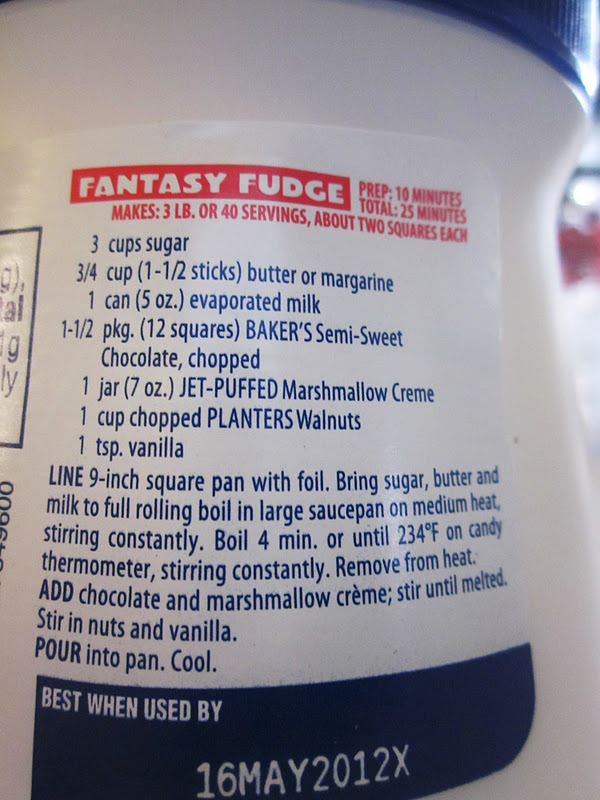 FANTASY FUDGE
PREP: 10 MINUTES
TOTAL: 25 MINUTES
MAKES: 3 LB. OR 40 SERVINGS, ABOUT TWO SQUARES EACH
3 cups sugar
3/4 cup (1-1/2 sticks) butter or margarine
1 can (5 oz.) evaporated milk
1-1/2 pkg. (12 squares) BAKER'S Semi-Sweet
Chocolate, chopped
1 jar (7 oz.) JET-PUFFED Marshmallow Creme
1 cup chopped PLANTERS Walnuts
1 tsp. vanilla
LINE 9-inch square pan with foil. Bring sugar, butter and
milk to full rolling boil in large saucepan on medium heat,
stirring constantly. Boil 4 min. or until 234°F on candy
thermometer, stirring constantly. Remove from heat.
ADD chocolate and marshmallow crème; stir until melted.
Stir in nuts and vanilla.
POUR into pan. Cool.
BEST WHEN USED BY
16MAY2012X